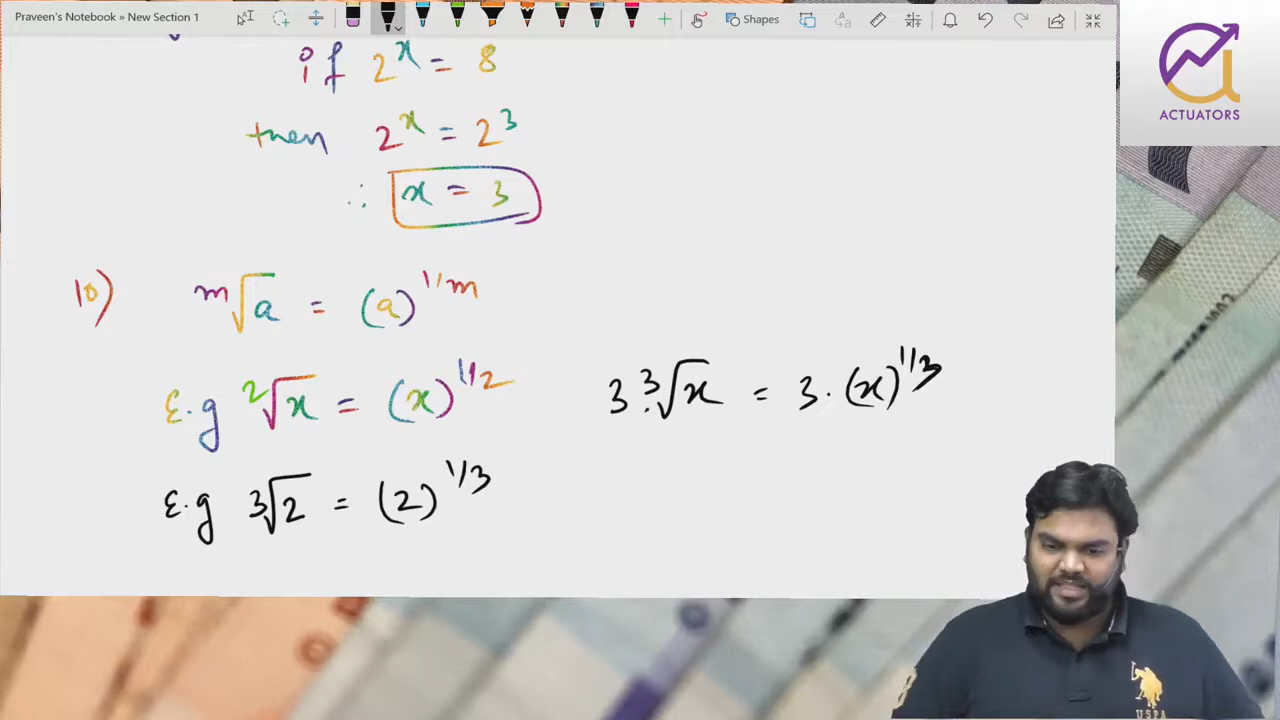 Praveen's Notebook » New Section 1
Shapes
ACTUATORS
if 2^x = 8
then 2^x = 2^3
∴ x = 3
10) ᵐ√a = (a)^1/m
E.g ²√x = (x)^1/2
3 ³√x = 3·(x)^1/3
E.g ³√2 = (2)^1/3
USPA